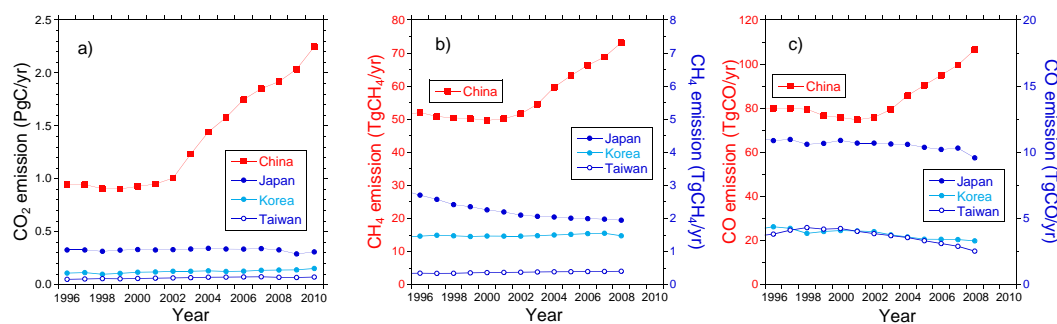 a)
CO2 emission (PgC/yr)
2.5
2.0
1.5
1.0
0.5
0.0
China
Japan
Korea
Taiwan
1996 1998 2000 2002 2004 2006 2008 2010
Year
b)
CH4 emission (TgCH4/yr)
80
70
60
50
40
30
20
10
0
China
Japan
Korea
Taiwan
8
7
6
5
4
3
2
1
0
CH4 emission (TgCH4/yr)
1996 1998 2000 2002 2004 2006 2008 2010
Year
c)
CO emission (TgCO/yr)
120
100
80
60
40
20
0
China
Japan
Korea
Taiwan
20
15
10
5
0
CO emission (TgCO/yr)
1996 1998 2000 2002 2004 2006 2008 2010
Year